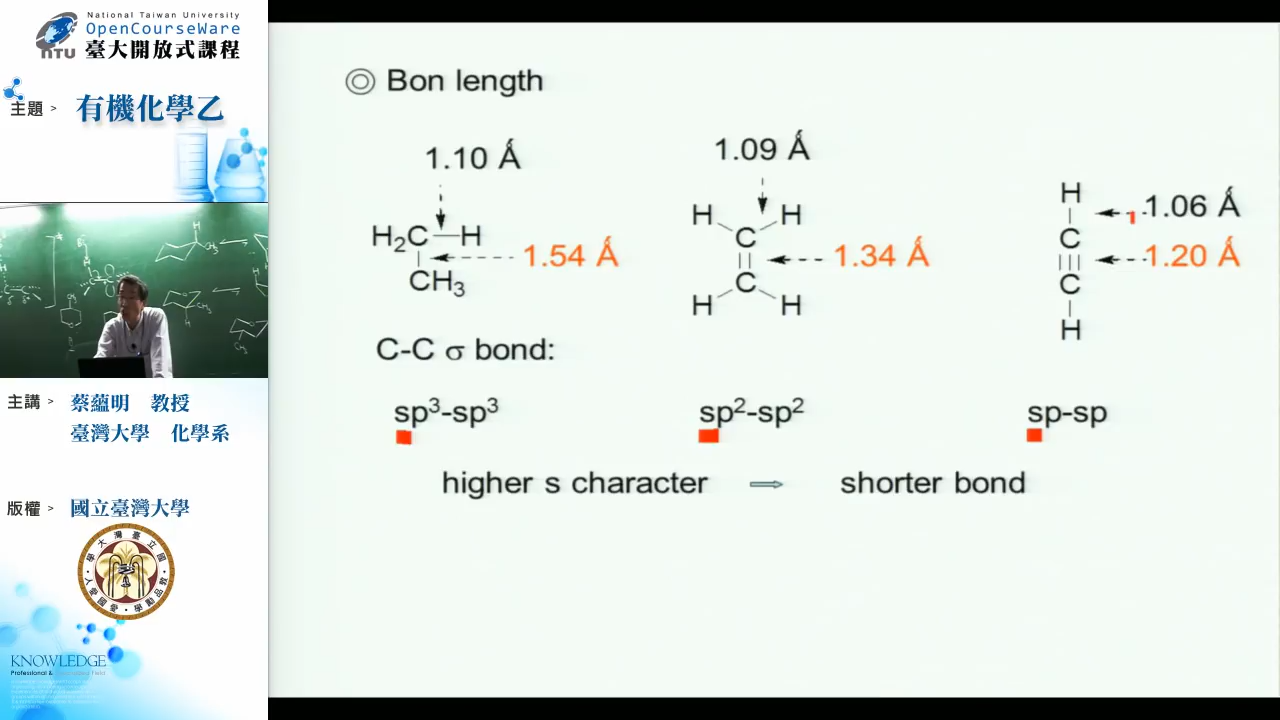 National Taiwan University
OpenCourseWare
NTU 臺大開放式課程
主題 > 有機化學乙
主講 > 蔡蘊明 教授
臺灣大學 化學系
版權 > 國立臺灣大學
KNOWLEDGE
◎ Bon length
1.10 Ǻ
H₂C—H
1.54 Ǻ
CH₃
1.09 Ǻ
H H
C
1.34 Ǻ
C
H H
H
1.06 Ǻ
C
1.20 Ǻ
C
H
C-C σ bond:
sp³-sp³ sp²-sp² sp-sp
higher s character ⇒ shorter bond